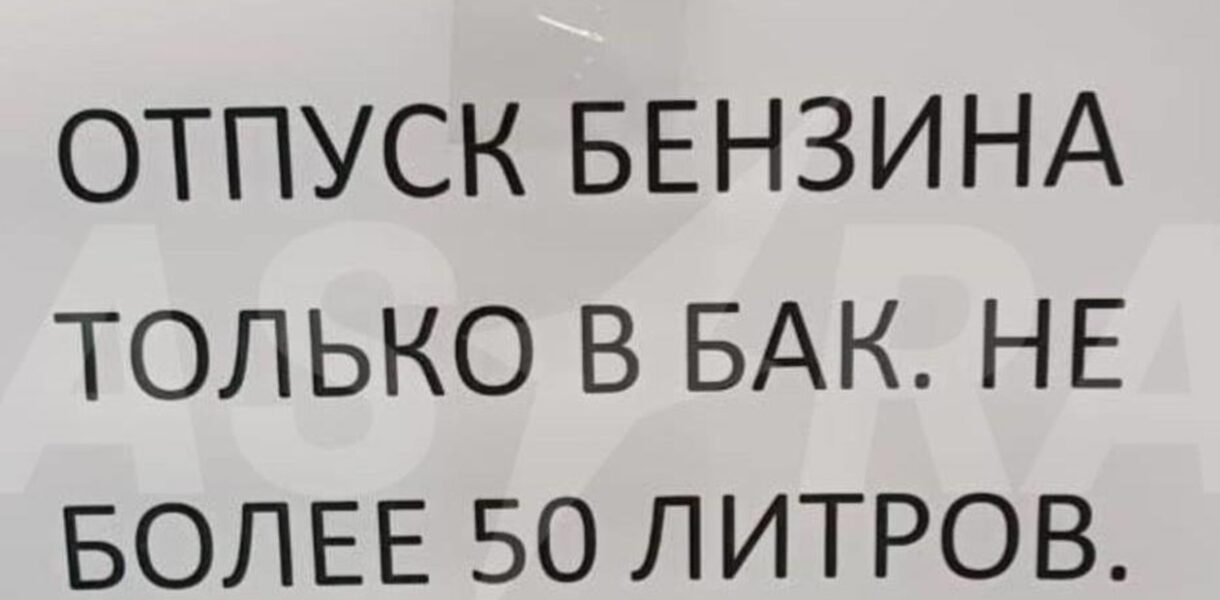 ОТПУСК БЕНЗИНА
ТОЛЬКО В БАК. НЕ
БОЛЕЕ 50 ЛИТРОВ.